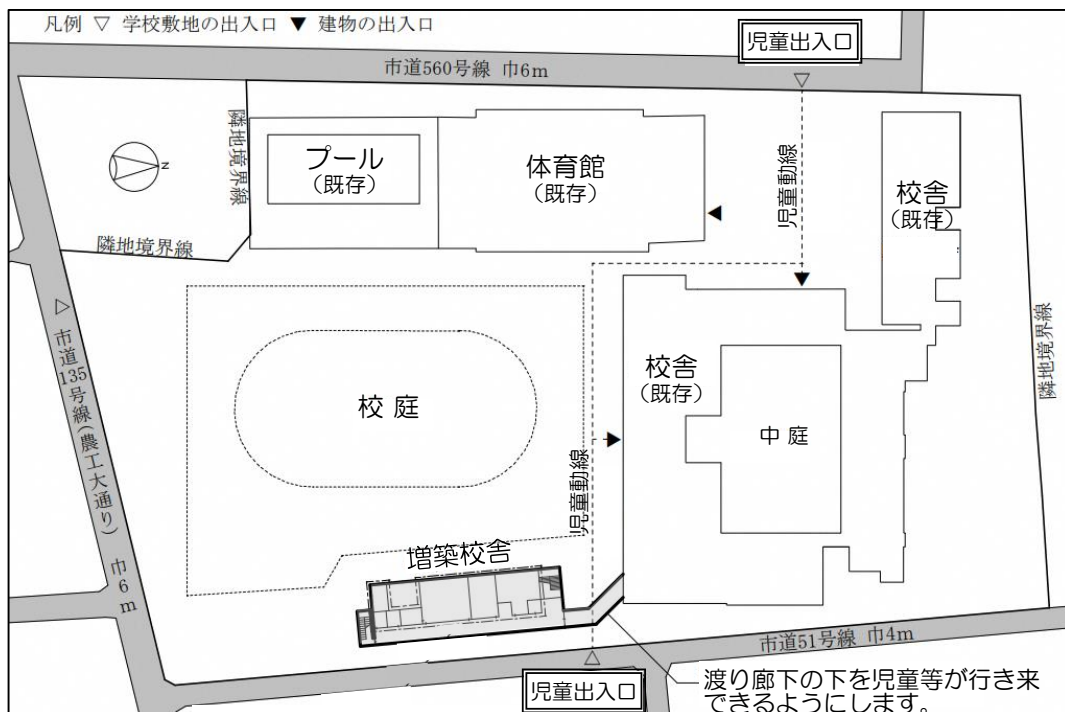 凡例 ▽ 学校敷地の出入口 ▼ 建物の出入口
児童出入口
市道560号線 巾6m
隣地境界線
プール
(既存)
体育館
(既存)
児童動線
校舎
(既存)
N
隣地境界線
隣地境界線
市道135号線(農工大通り) 巾6m
校庭
校舎
(既存)
中庭
児童動線
増築校舎
市道51号線 巾4m
児童出入口
渡り廊下の下を児童等が行き来
できるようにします。